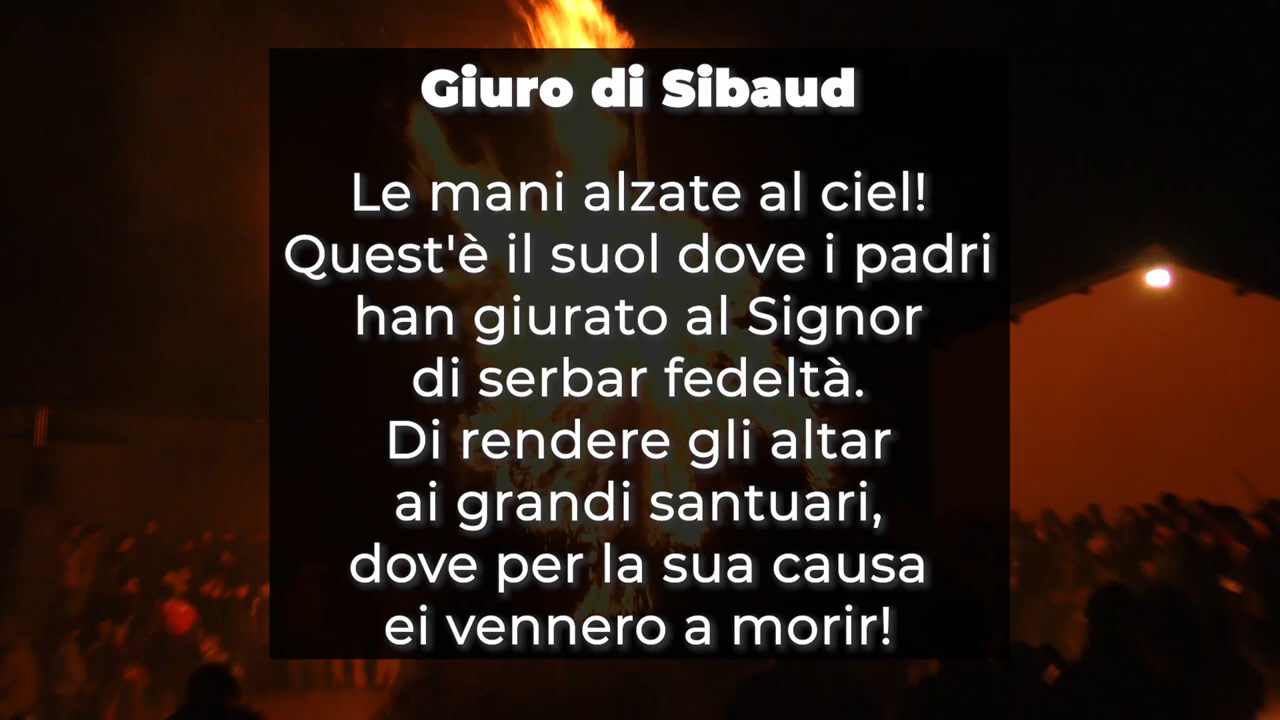 Giuro di Sibaud
Le mani alzate al ciel!
Quest'è il suol dove i padri
han giurato al Signor
di serbar fedeltà.
Di rendere gli altar
ai grandi santuari,
dove per la sua causa
ei vennero a morir!